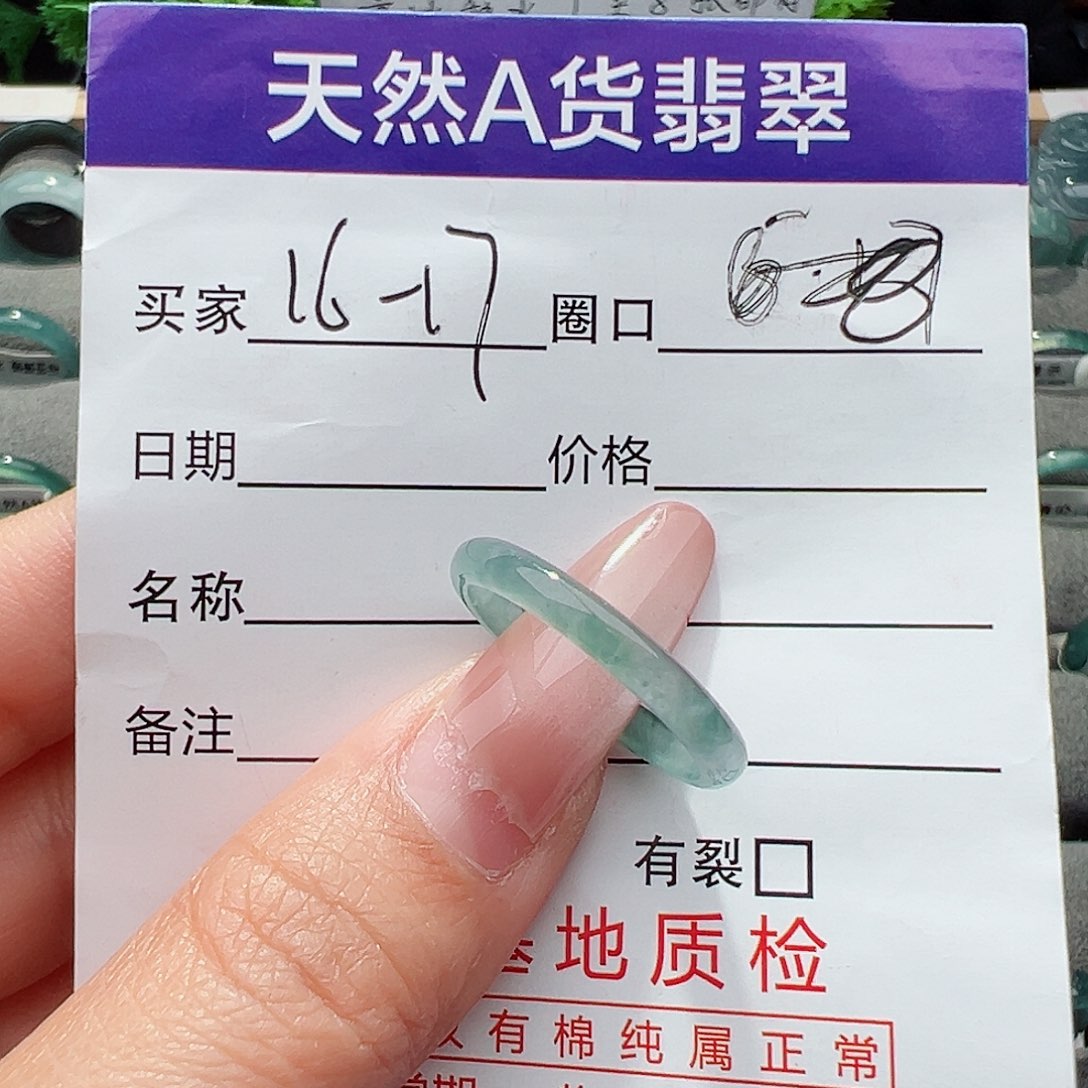 天然A货翡翠
买家 16-17 圈口
日期 价格
名称
备注
有裂
地质检
有棉纯属正常